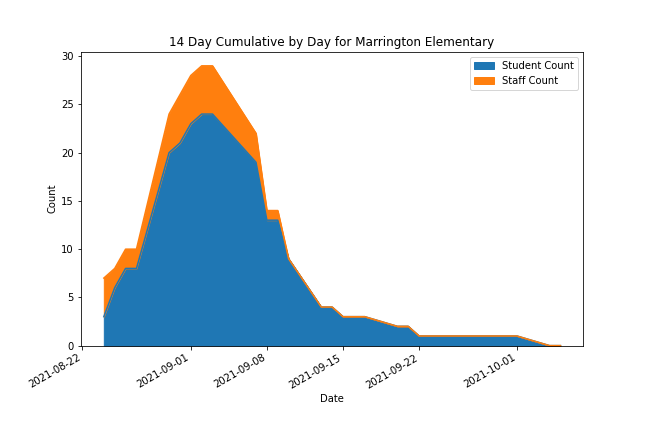 14 Day Cumulative by Day for Marrington Elementary
30
25
20
15
10
5
0
Count
Student Count
Staff Count
2021-08-22
2021-09-01
2021-09-08
2021-09-15
2021-09-22
2021-10-01
Date